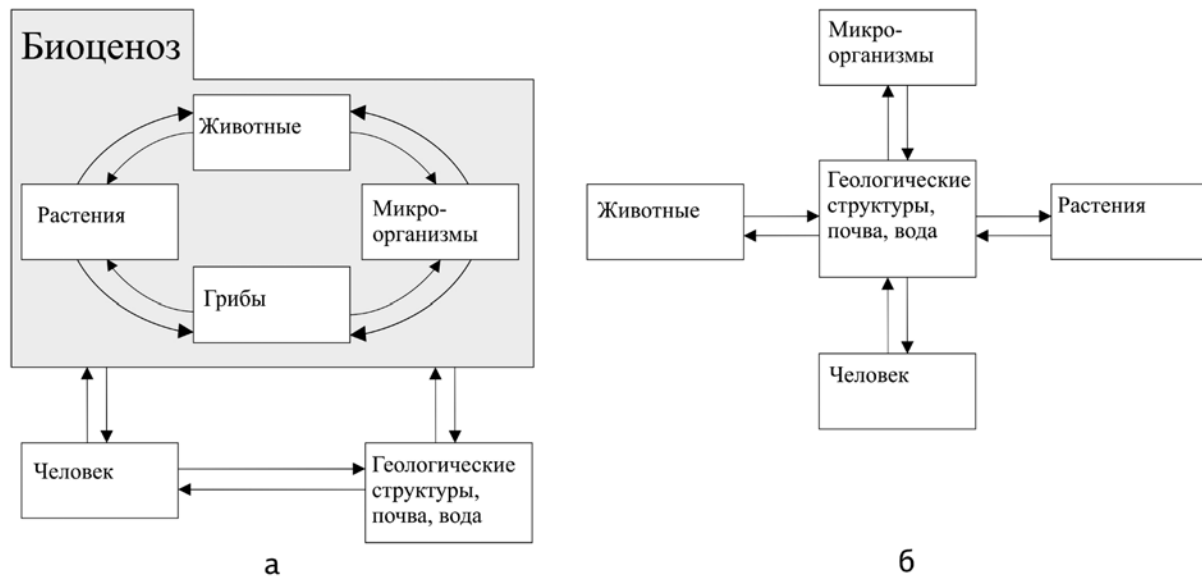 Биоценоз
Животные
Растения
Микро-
организмы
Грибы
Человек
Геологические
структуры,
почва, вода
а
Микро-
организмы
Животные
Геологические
структуры,
почва, вода
Растения
Человек
б